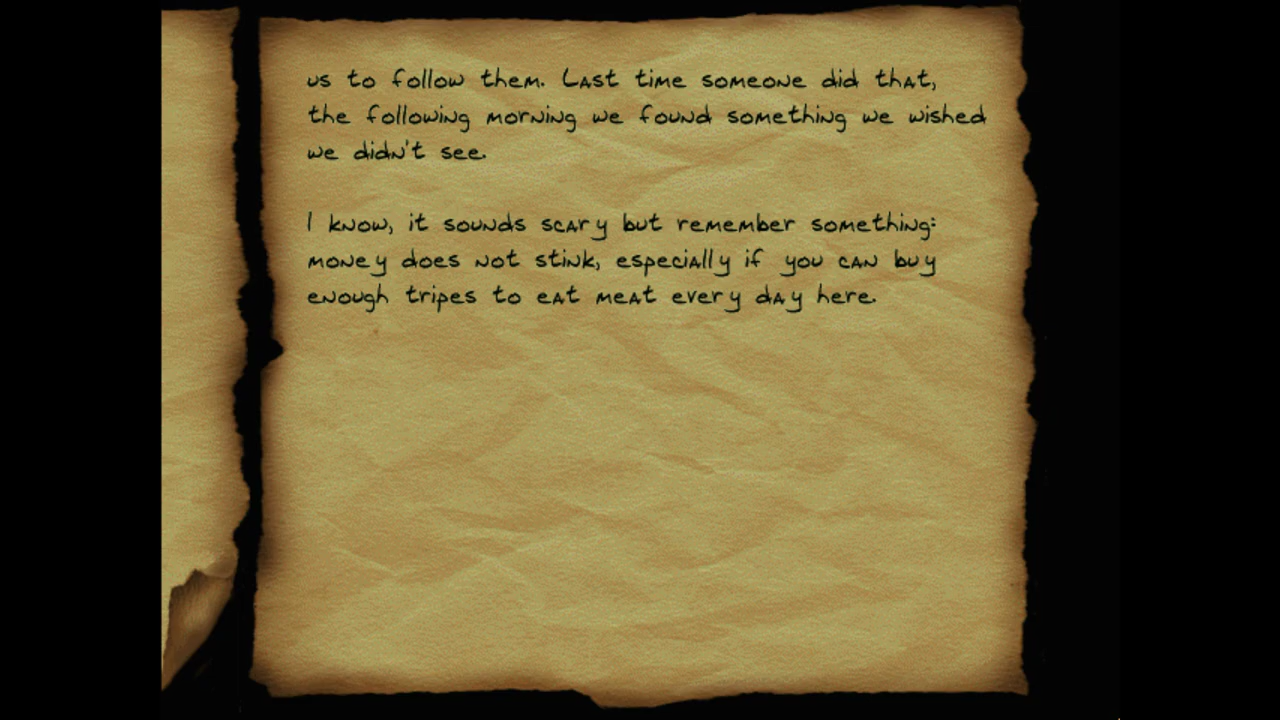 us to follow them. Last time someone did that,
the following morning we found something we wished
we didn't see.
I know, it sounds scary but remember something:
money does not stink, especially if you can buy
enough tripes to eat meat every day here.